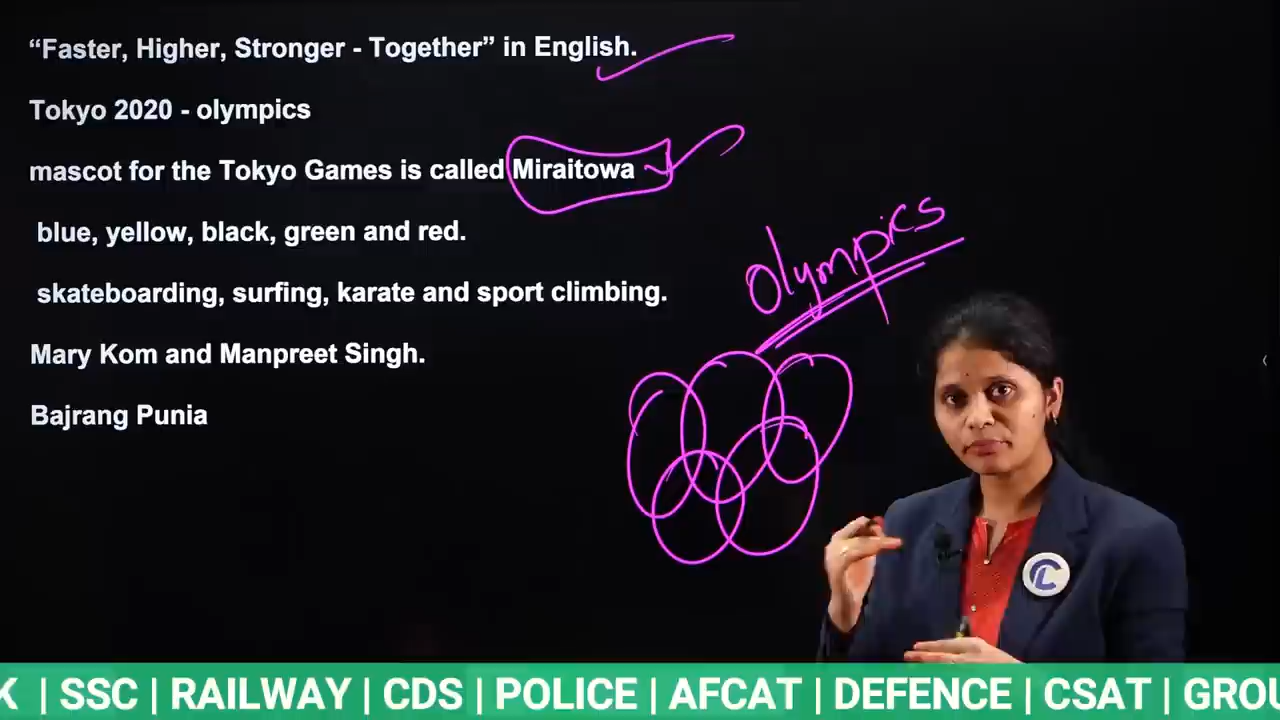 “Faster, Higher, Stronger - Together” in English.
Tokyo 2020 - olympics
mascot for the Tokyo Games is called Miraitowa
blue, yellow, black, green and red.
olympics
skateboarding, surfing, karate and sport climbing.
Mary Kom and Manpreet Singh.
Bajrang Punia
K | SSC | RAILWAY | CDS | POLICE | AFCAT | DEFENCE | CSAT | GROU